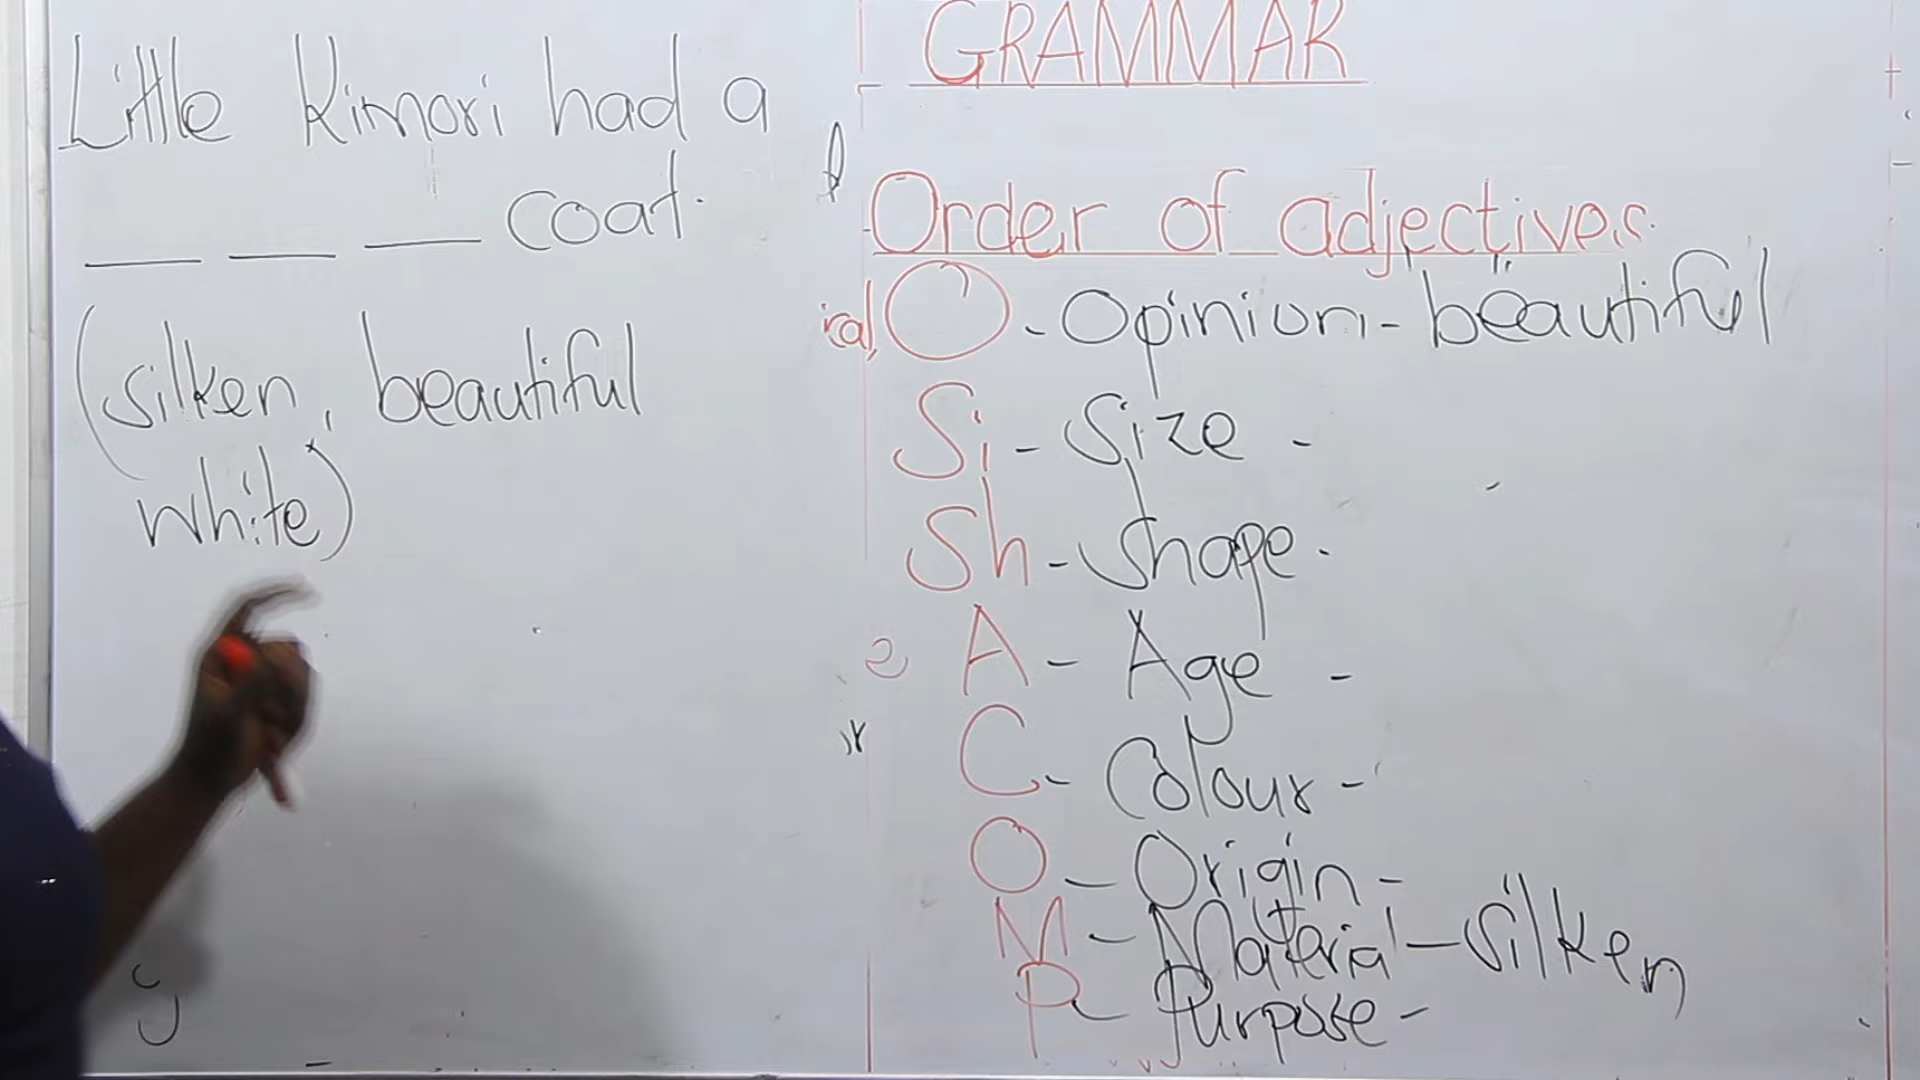 Little Kimori had a
___ ___ ___ coat.
(silken, beautiful
white)
GRAMMAR
Order of adjectives
O - Opinion - beautiful
Si - Size -
Sh - Shape -
A - Age -
C - Colour -
O - Origin -
M - Material - silken
P - Purpose -